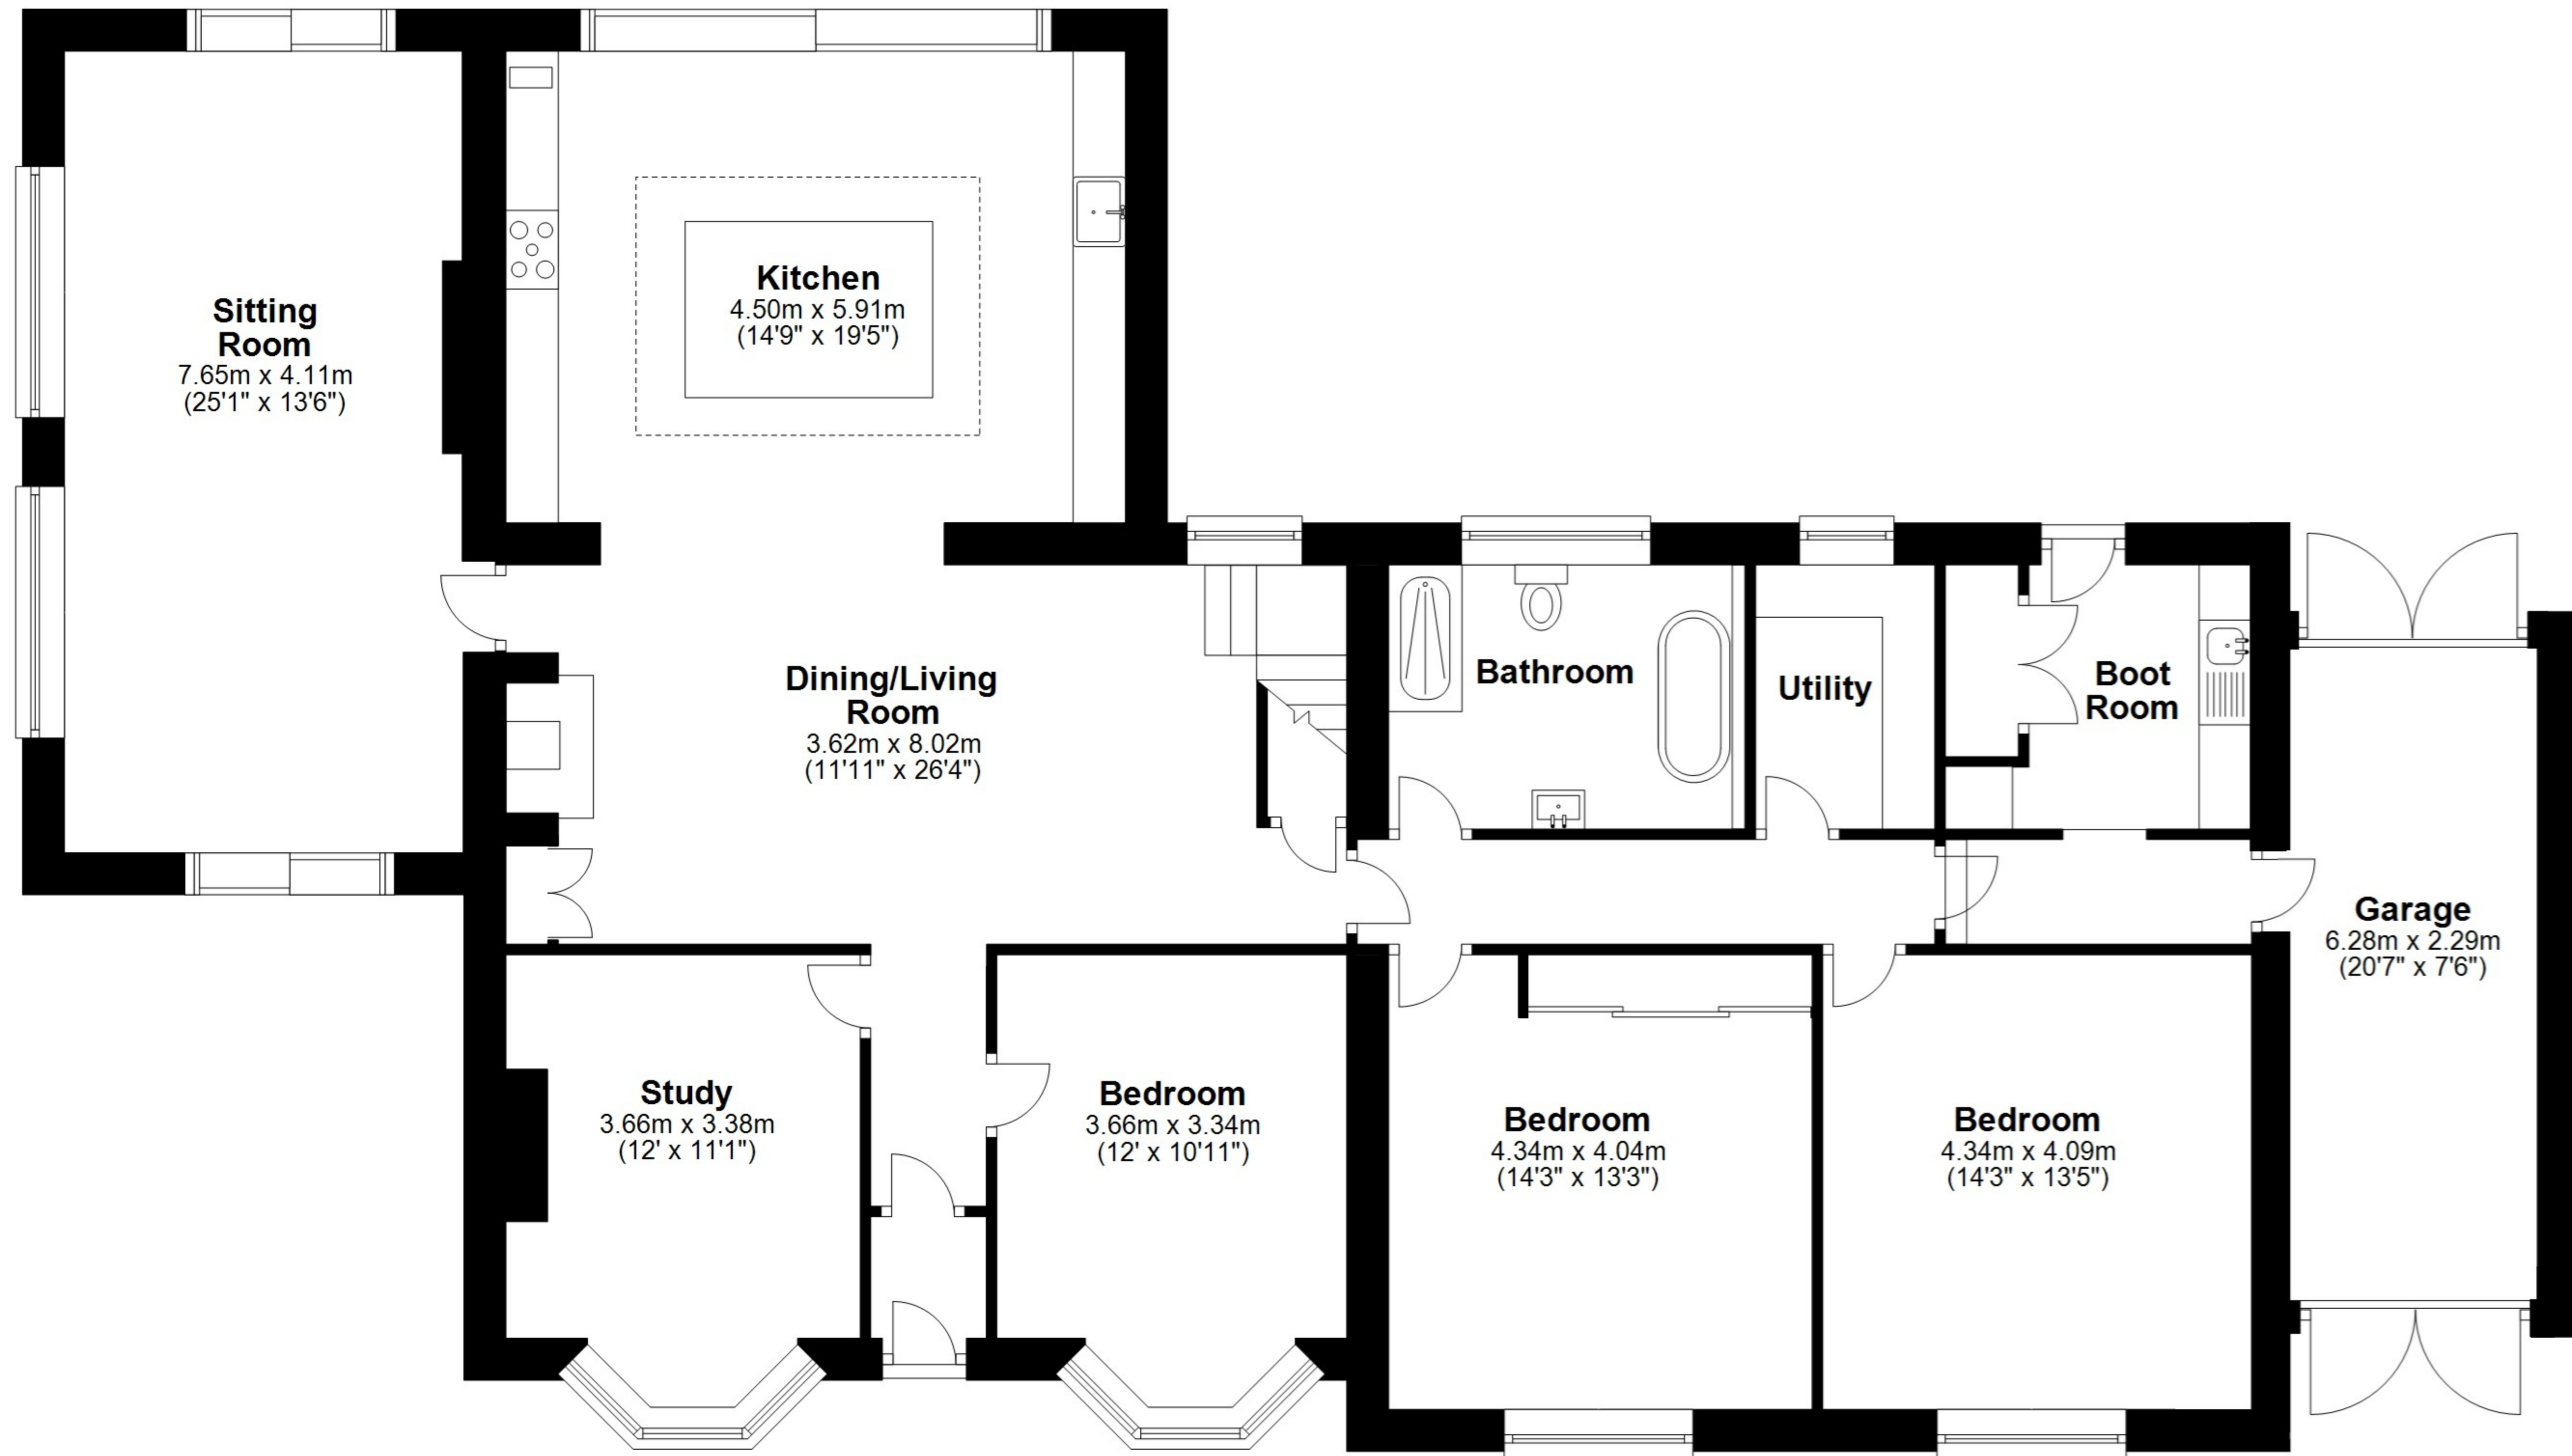 Sitting
Room
7.65m x 4.11m
(25'1" x 13'6")
Kitchen
4.50m x 5.91m
(14'9" x 19'5")
Dining/Living
Room
3.62m x 8.02m
(11'11" x 26'4")
Bathroom
Utility
Boot
Room
Garage
6.28m x 2.29m
(20'7" x 7'6")
Study
3.66m x 3.38m
(12' x 11'1")
Bedroom
3.66m x 3.34m
(12' x 10'11")
Bedroom
4.34m x 4.04m
(14'3" x 13'3")
Bedroom
4.34m x 4.09m
(14'3" x 13'5")